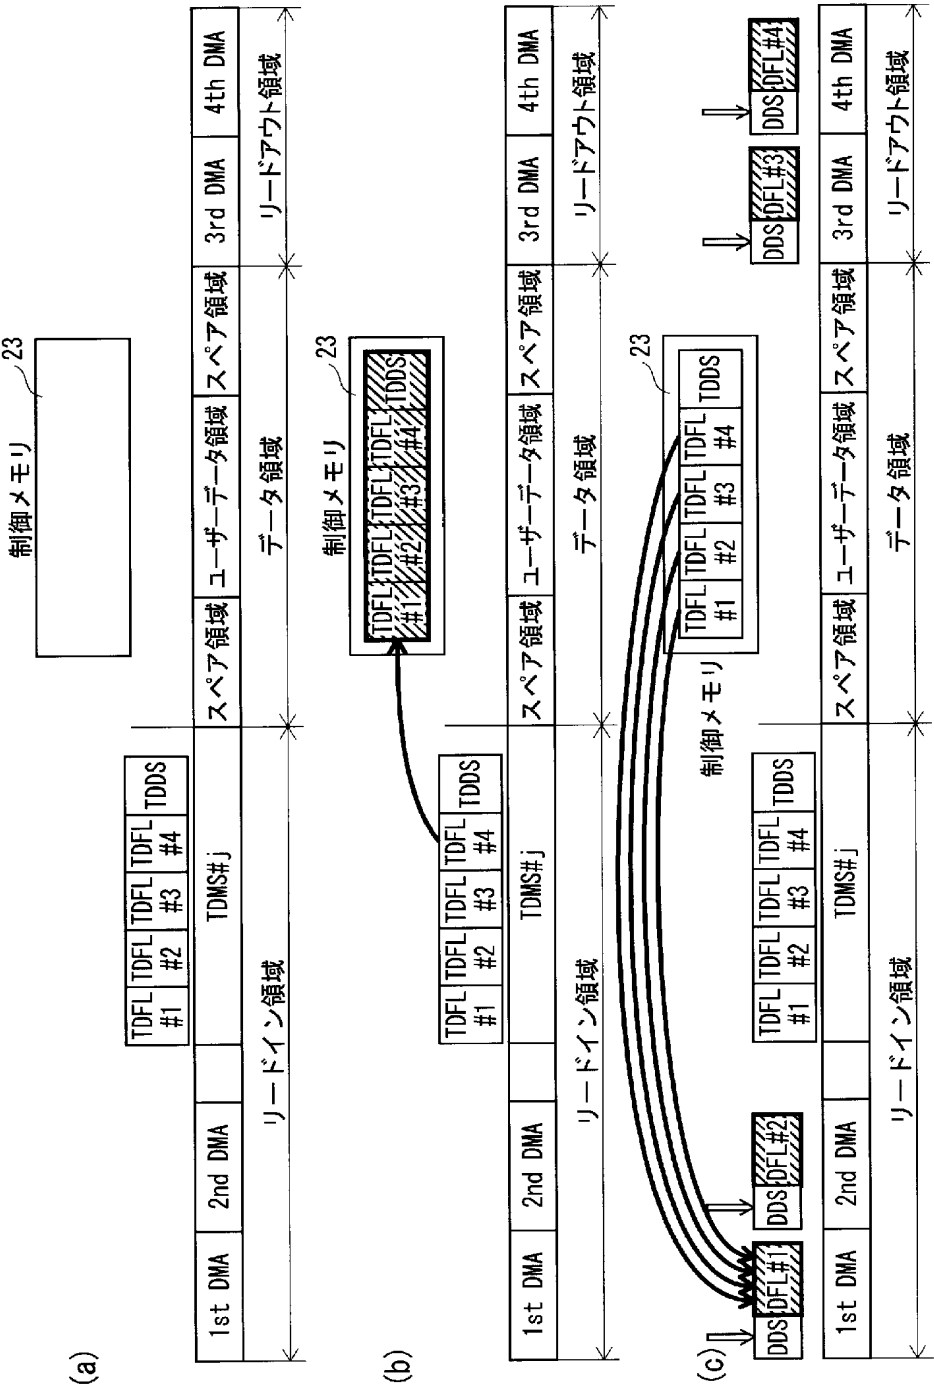 (a)
制御メモリ
23
TDFL #1
TDFL #2
TDFL #3
TDFL #4
TDDS
1st DMA
2nd DMA
TDMS#j
スペア領域
ユーザーデータ領域
スペア領域
3rd DMA
4th DMA
リードイン領域
データ領域
リードアウト領域
(b)
制御メモリ
23
TDFL #1
TDFL #2
TDFL #3
TDFL #4
TDDS
TDFL #1
TDFL #2
TDFL #3
TDFL #4
TDDS
1st DMA
2nd DMA
TDMS#j
スペア領域
ユーザーデータ領域
スペア領域
3rd DMA
4th DMA
リードイン領域
データ領域
リードアウト領域
(c)
23
TDFL #1
TDFL #2
TDFL #3
TDFL #4
TDDS
制御メモリ
DDS
DFL#1
DDS
DFL#2
TDFL #1
TDFL #2
TDFL #3
TDFL #4
TDDS
DDS
DFL#3
DDS
DFL#4
1st DMA
2nd DMA
TDMS#j
スペア領域
ユーザーデータ領域
スペア領域
3rd DMA
4th DMA
リードイン領域
データ領域
リードアウト領域